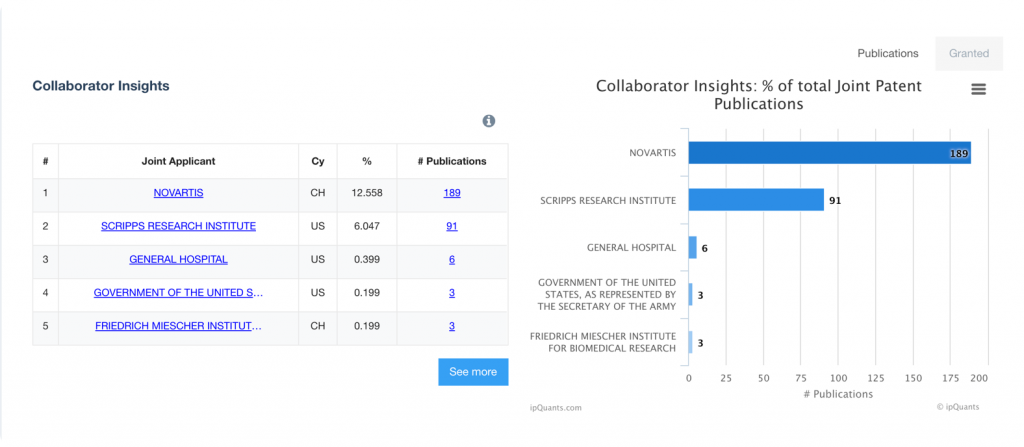 Publications Granted
Collaborator Insights
# Joint Applicant Cy % # Publications
1 NOVARTIS CH 12.558 189
2 SCRIPPS RESEARCH INSTITUTE US 6.047 91
3 GENERAL HOSPITAL US 0.399 6
4 GOVERNMENT OF THE UNITED S... US 0.199 3
5 FRIEDRICH MIESCHER INSTITUT... CH 0.199 3
See more
Collaborator Insights: % of total Joint Patent
Publications
NOVARTIS 189
SCRIPPS RESEARCH INSTITUTE 91
GENERAL HOSPITAL 6
GOVERNMENT OF THE UNITED
STATES, AS REPRESENTED BY 3
THE SECRETARY OF THE ARMY
FRIEDRICH MIESCHER INSTITUTE 3
FOR BIOMEDICAL RESEARCH
0 25 50 75 100 125 150 175 200
# Publications
ipQuants.com © ipQuants